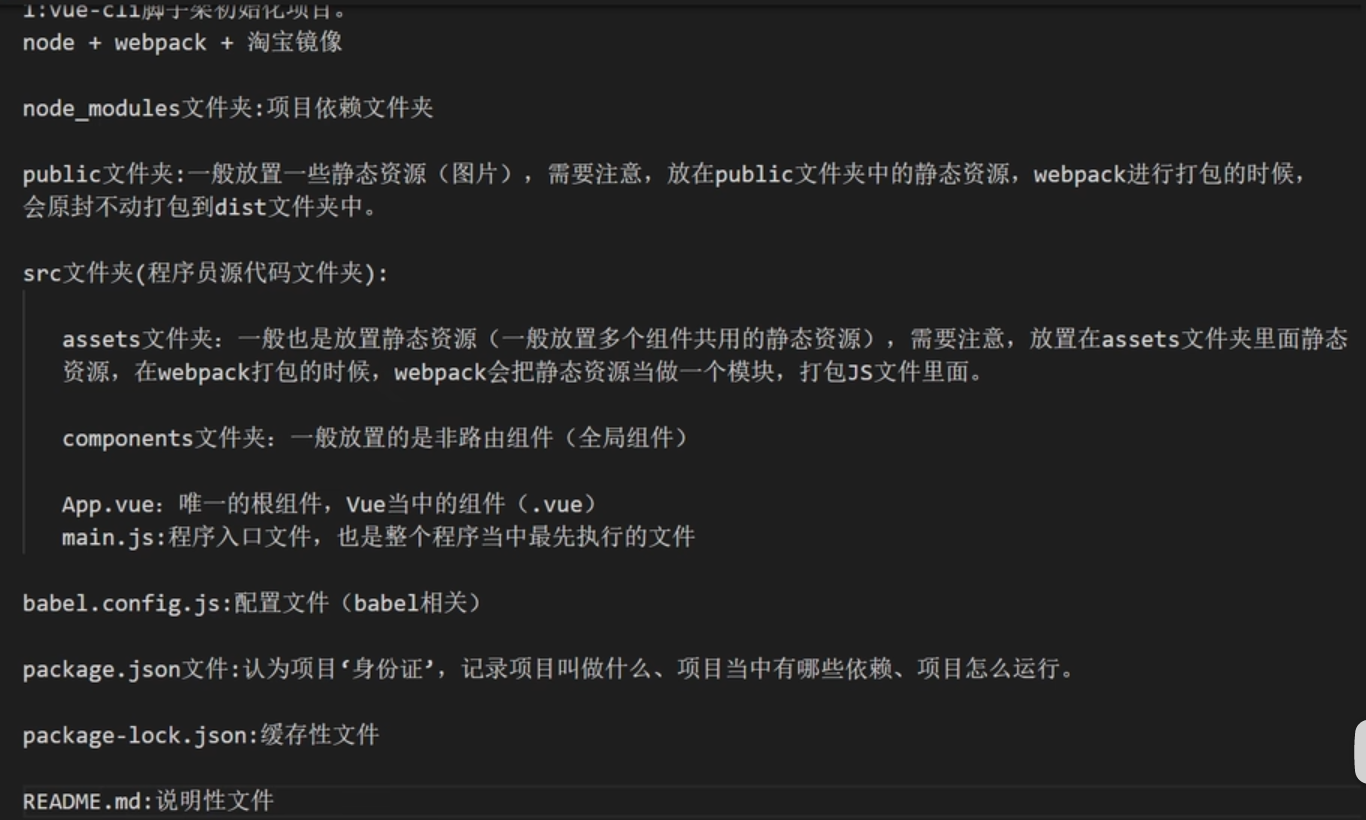 1:vue-cli脚手架初始化项目。
node + webpack + 淘宝镜像
node_modules文件夹:项目依赖文件夹
public文件夹:一般放置一些静态资源（图片），需要注意，放在public文件夹中的静态资源，webpack进行打包的时候，
会原封不动打包到dist文件夹中。
src文件夹(程序员源代码文件夹):
assets文件夹：一般也是放置静态资源（一般放置多个组件共用的静态资源），需要注意，放置在assets文件夹里面静态
资源，在webpack打包的时候，webpack会把静态资源当做一个模块，打包JS文件里面。
components文件夹：一般放置的是非路由组件（全局组件）
App.vue：唯一的根组件，Vue当中的组件（.vue）
main.js:程序入口文件，也是整个程序当中最先执行的文件
babel.config.js:配置文件（babel相关）
package.json文件:认为项目‘身份证’，记录项目叫做什么、项目当中有哪些依赖、项目怎么运行。
package-lock.json:缓存性文件
README.md:说明性文件